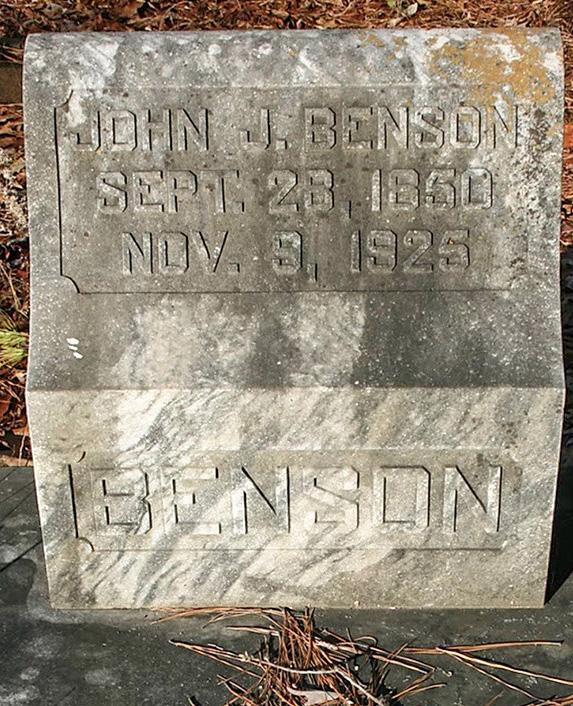 JOHN J. BENSON
SEPT. 28, 1850
NOV. 9, 1925
BENSON